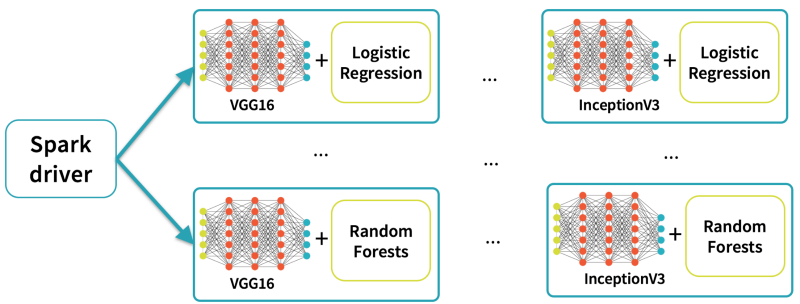 Logistic
Regression
+
VGG16
...
Logistic
Regression
+
InceptionV3
Spark
driver
...
...
...
Random
Forests
+
VGG16
...
Random
Forests
+
InceptionV3